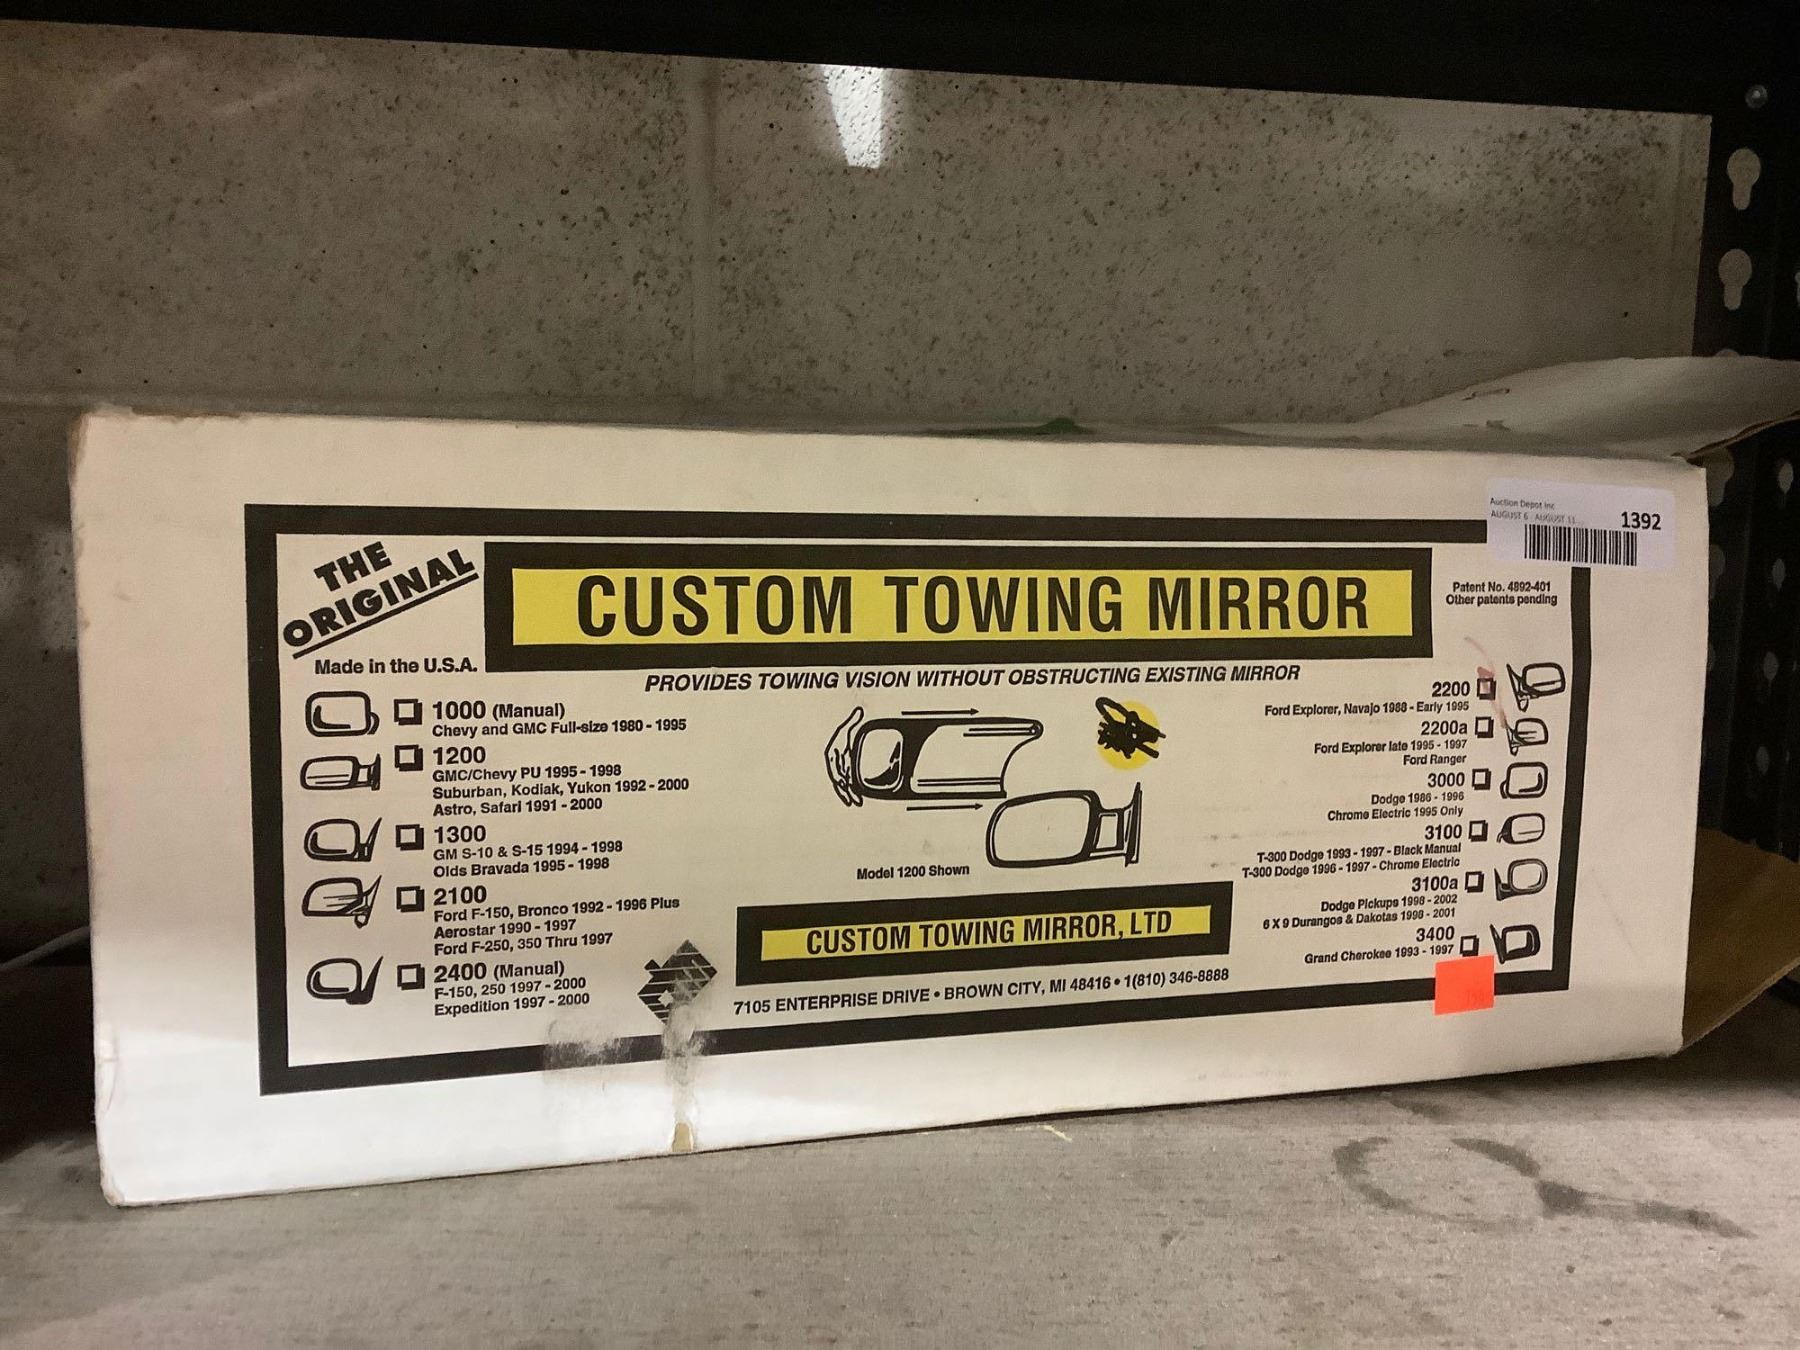 Auction Depot Inc
AUGUST 6 - AUGUST 11
1392
THE
ORIGINAL
Made in the U.S.A.
CUSTOM TOWING MIRROR
Patent No. 4892-401
Other patents pending
PROVIDES TOWING VISION WITHOUT OBSTRUCTING EXISTING MIRROR
1000 (Manual)
Chevy and GMC Full-size 1980 - 1995
1200
GMC/Chevy PU 1995 - 1998
Suburban, Kodiak, Yukon 1992 - 2000
Astro, Safari 1991 - 2000
1300
GM S-10 & S-15 1994 - 1998
Olds Bravada 1995 - 1998
2100
Ford F-150, Bronco 1992 - 1996 Plus
Aerostar 1990 - 1997
Ford F-250, 350 Thru 1997
2400 (Manual)
F-150, 250 1997 - 2000
Expedition 1997 - 2000
Model 1200 Shown
CUSTOM TOWING MIRROR, LTD
7105 ENTERPRISE DRIVE • BROWN CITY, MI 48416 • 1(810) 346-8888
2200
Ford Explorer, Navajo 1988 - Early 1995
2200a
Ford Explorer late 1995 - 1997
Ford Ranger
3000
Dodge 1986 - 1996
Chrome Electric 1995 Only
3100
T-300 Dodge 1993 - 1997 - Black Manual
T-300 Dodge 1996 - 1997 - Chrome Electric
3100a
Dodge Pickups 1998 - 2002
6 X 9 Durangos & Dakotas 1998 - 2001
3400
Grand Cherokee 1993 - 1997